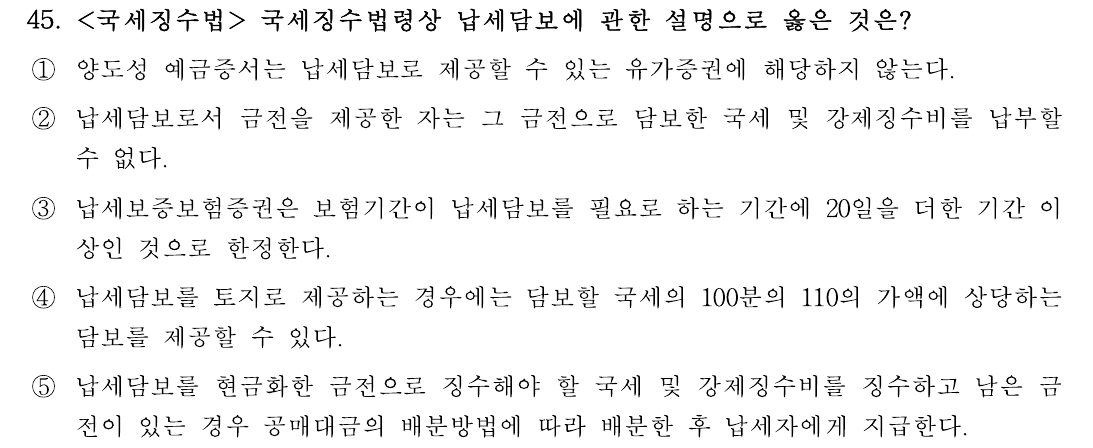 45. <국세징수법> 국세징수법령상 납세담보에 관한 설명으로 옳은 것은?
① 양도성 예금증서는 납세담보로 제공할 수 있는 유가증권에 해당하지 않는다.
② 납세담보로서 금전을 제공한 자는 그 금전으로 담보한 국세 및 강제징수비를 납부할
수 없다.
③ 납세보증보험증권은 보험기간이 납세담보를 필요로 하는 기간에 20일을 더한 기간 이
상인 것으로 한정한다.
④ 납세담보를 토지로 제공하는 경우에는 담보할 국세의 100분의 110의 가액에 상당하는
담보를 제공할 수 있다.
⑤ 납세담보를 현금화한 금전으로 징수해야 할 국세 및 강제징수비를 징수하고 남은 금
전이 있는 경우 공매대금의 배분방법에 따라 배분한 후 납세자에게 지급한다.